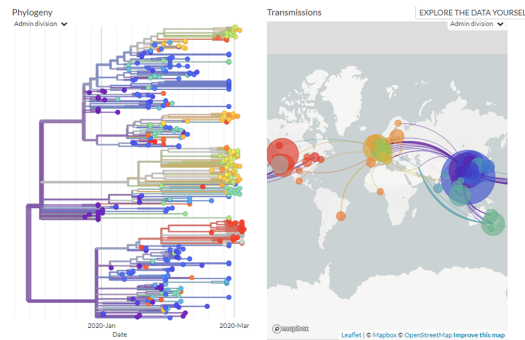 Phylogeny
Admin division
2020-Jan
2020-Mar
Date
Transmissions
EXPLORE THE DATA YOURSEL
Admin division
mapbox
Leaflet | © Mapbox © OpenStreetMap Improve this map